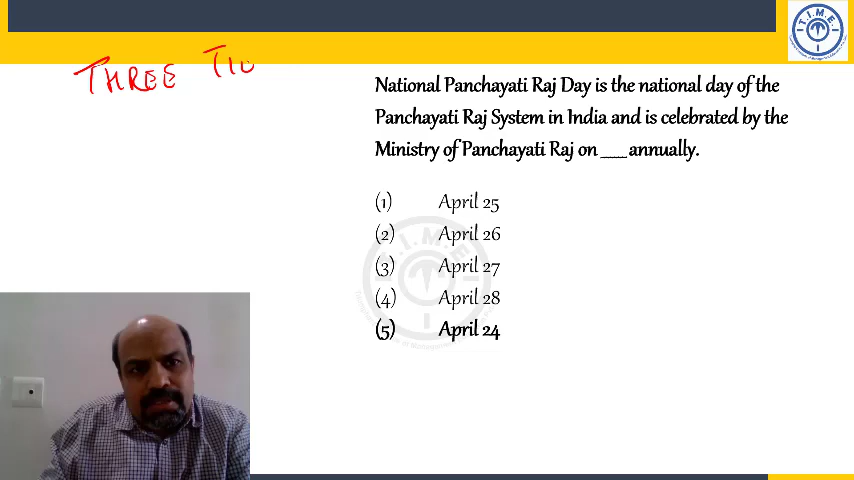 T.I.M.E.
THREE TIE
National Panchayati Raj Day is the national day of the
Panchayati Raj System in India and is celebrated by the
Ministry of Panchayati Raj on ____ annually.
(1) April 25
(2) April 26
(3) April 27
(4) April 28
(5) April 24